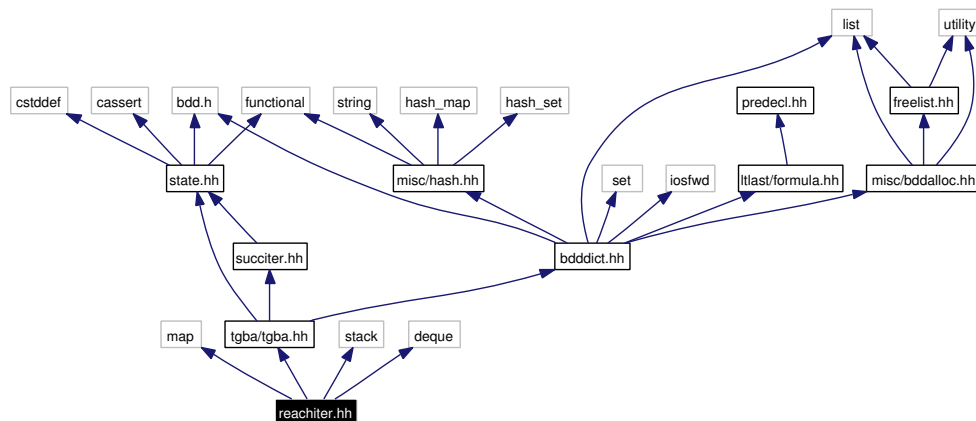 list
utility
cstddef
cassert
bdd.h
functional
string
hash_map
hash_set
predecl.hh
freelist.hh
state.hh
misc/hash.hh
set
iosfwd
ltlast/formula.hh
misc/bddalloc.hh
succiter.hh
bdddict.hh
map
tgba/tgba.hh
stack
deque
reachiter.hh